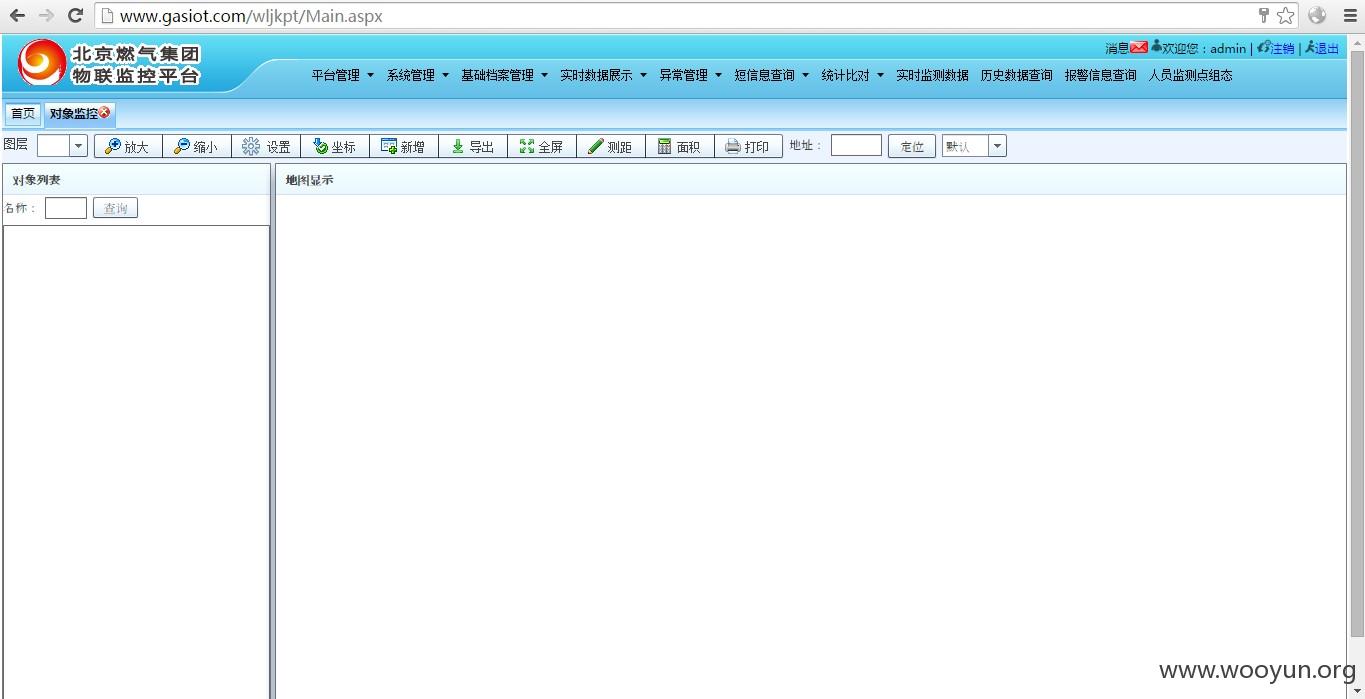 www.gasiot.com/wljkpt/Main.aspx
北京燃气集团
物联监控平台
消息 欢迎您：admin | 注销 | 退出
平台管理 系统管理 基础档案管理 实时数据展示 异常管理 短信息查询 统计比对 实时监测数据 历史数据查询 报警信息查询 人员监测点组态
首页 对象监控
图层 放大 缩小 设置 坐标 新增 导出 全屏 测距 面积 打印 地址： 定位 默认
对象列表 地图显示
名称： 查询
www.wooyun.org